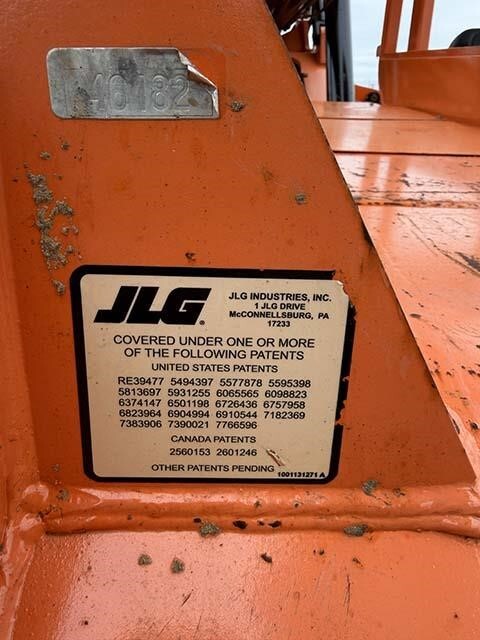 40182
JLG
JLG INDUSTRIES, INC.
1 JLG DRIVE
McCONNELLSBURG, PA
17233
COVERED UNDER ONE OR MORE
OF THE FOLLOWING PATENTS
UNITED STATES PATENTS
RE39477 5494397 5577878 5595398
5813697 5931255 6065565 6098823
6374147 6501198 6726436 6757958
6823964 6904994 6910544 7182369
7383906 7390021 7766596
CANADA PATENTS
2560153 2601246
OTHER PATENTS PENDING
1001131271 A